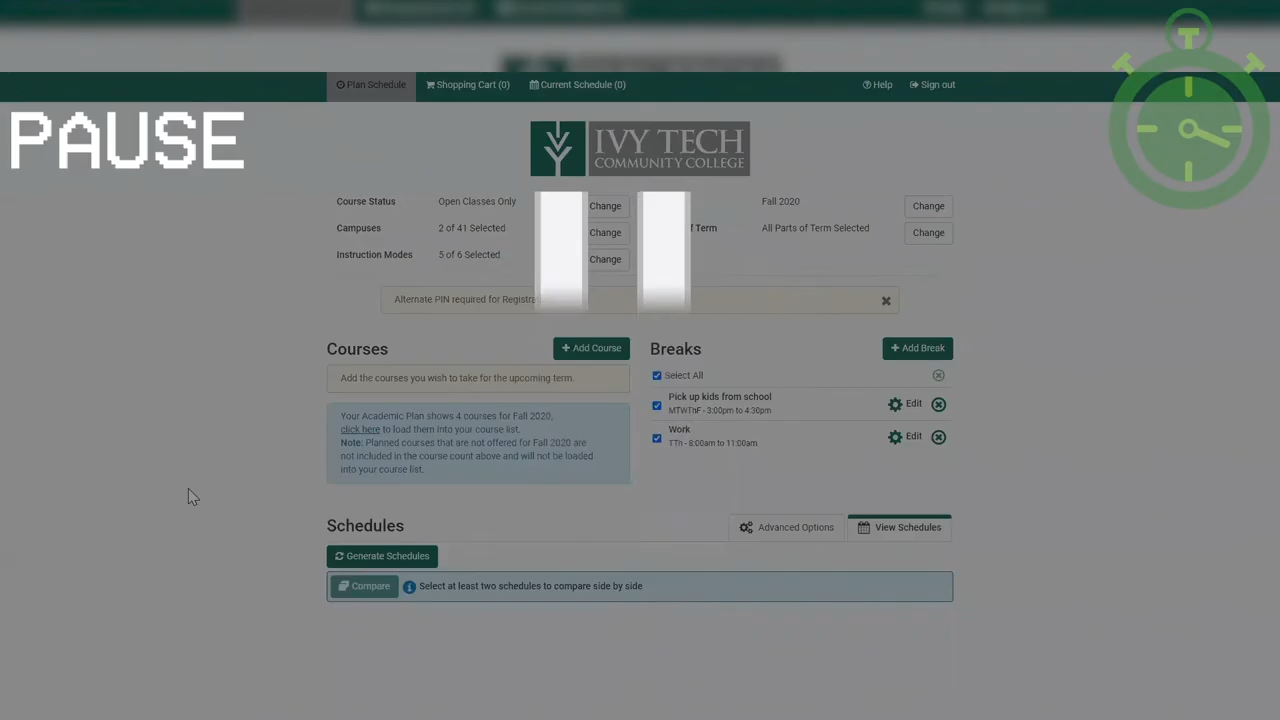 Plan Schedule
Shopping Cart (0)
Current Schedule (0)
Help
Sign out
T
PAUSE
IVY TECH
COMMUNITY COLLEGE
Course Status
Open Classes Only
Change
Fall 2020
Change
Campuses
2 of 41 Selected
Change
Term
All Parts of Term Selected
Change
Instruction Modes
5 of 6 Selected
Change
Alternate PIN required for
Courses
+ Add Course
Breaks
+ Add Break
Add the courses you wish to take for the upcoming term.
Select All
Pick up kids from school
MTWThF - 3:00pm to 4:30pm
Edit
Your Academic Plan shows 4 courses for Fall 2020,
click here to load them into your course list.
Note: Planned courses that are not offered for Fall 2020 are
not included in the course count above and will not be loaded
into your course list.
Work
TTh - 8:00am to 11:00am
Edit
Schedules
Advanced Options
View Schedules
Generate Schedules
Compare
Select at least two schedules to compare side by side